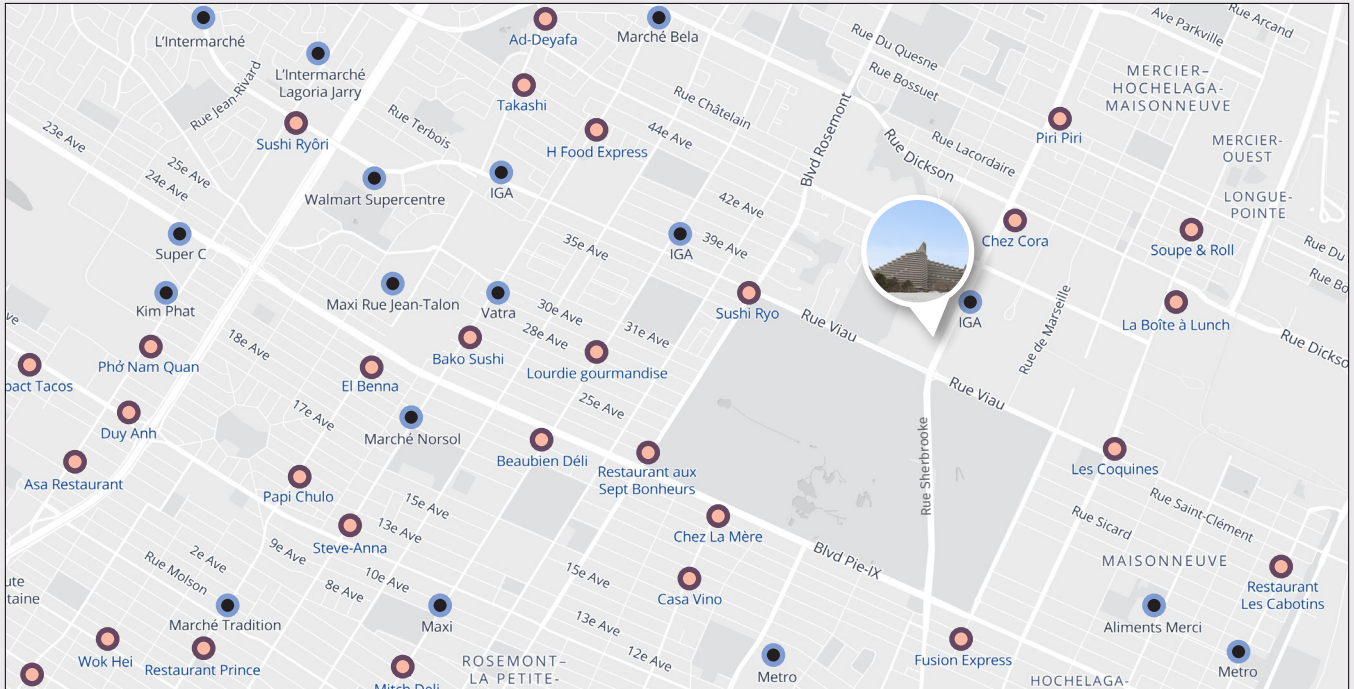 L'Intermarché
Ad-Deyafa
Marché Bela
Rue Du Quesne
Ave Parkville
Rue Arcand
L'Intermarché
Lagoria Jarry
Rue Bossuet
MERCIER–
HOCHELAGA-
MAISONNEUVE
Rue Jean-Rivard
Takashi
Rue Châtelain
Blvd Rosemont
Sushi Ryôri
Rue Terbois
H Food Express
44e Ave
Rue Dickson
Rue Lacordaire
Piri Piri
MERCIER-
OUEST
23e Ave
25e Ave
24e Ave
Walmart Supercentre
IGA
42e Ave
LONGUE-
POINTE
Super C
35e Ave
IGA
39e Ave
Chez Cora
Soupe & Roll
Rue Du
Rue Bo
Kim Phat
Maxi Rue Jean-Talon
Vatra
30e Ave
28e Ave
31e Ave
Sushi Ryo
Rue Viau
IGA
Rue de Marseille
La Boîte à Lunch
Rue Dickso
ve
18e Ave
Phở Nam Quan
Bako Sushi
Lourdie gourmandise
pact Tacos
El Benna
Rue Viau
17e Ave
25e Ave
Duy Anh
Marché Norsol
Beaubien Déli
Restaurant aux
Sept Bonheurs
Rue Sherbrooke
Les Coquines
Asa Restaurant
Papi Chulo
15e Ave
13e Ave
Rue Saint-Clément
Rue Sicard
Steve-Anna
Chez La Mère
Blvd Pie-IX
MAISONNEUVE
2e Ave
9e Ave
Rue Molson
10e Ave
8e Ave
15e Ave
ute
taine
Casa Vino
Restaurant
Les Cabotins
Marché Tradition
Maxi
13e Ave
Aliments Merci
Wok Hei
Restaurant Prince
ROSEMONT–
LA PETITE-
12e Ave
Metro
Fusion Express
Metro
HOCHELAGA-
Mitch Deli